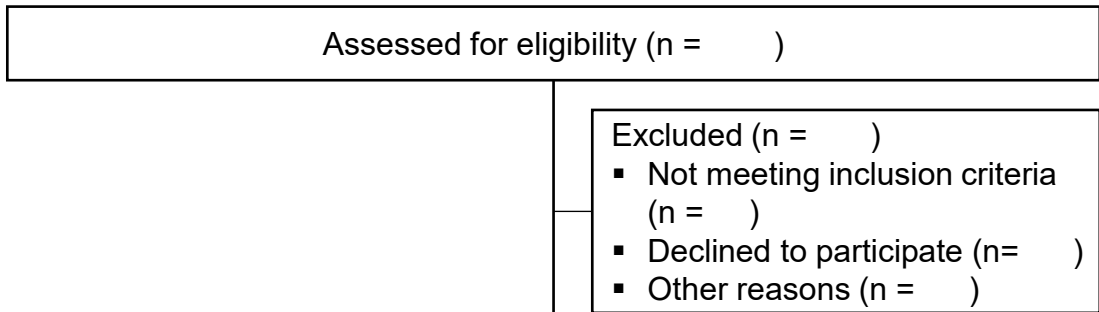 Assessed for eligibility (n =      )
Excluded (n =      )
▪ Not meeting inclusion criteria
(n =    )
▪ Declined to participate (n=      )
▪ Other reasons (n =      )